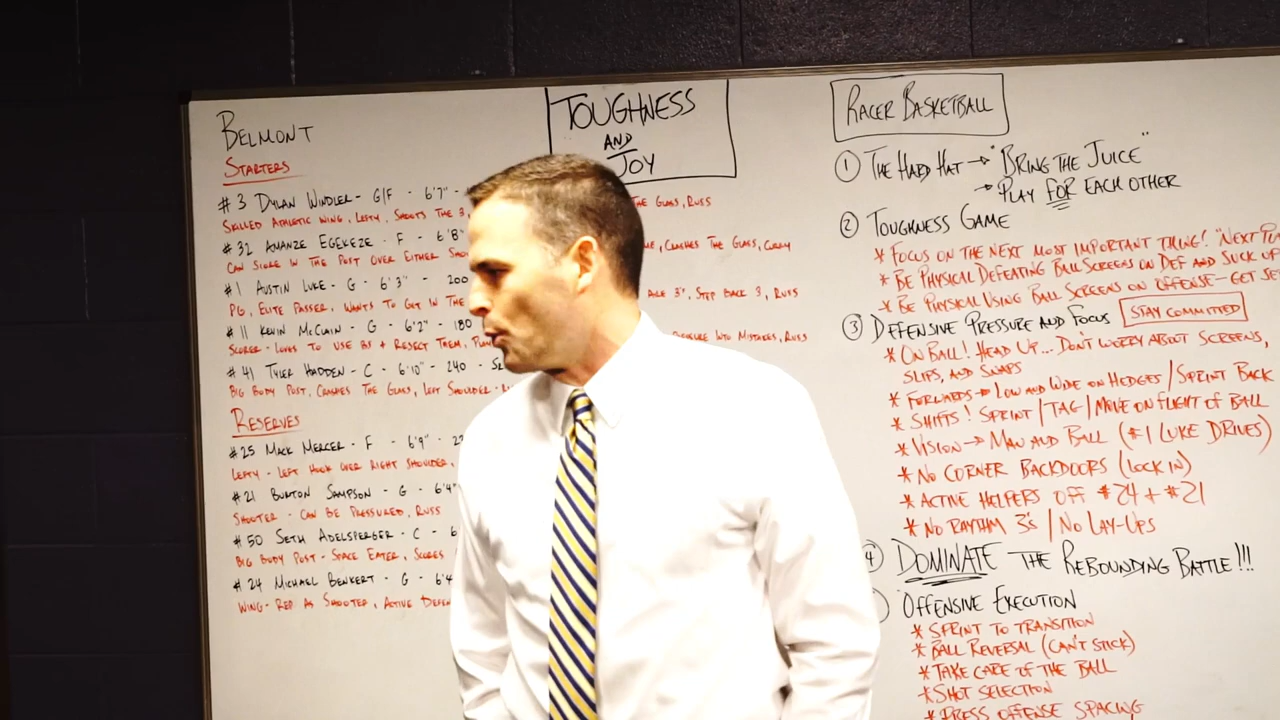 BELMONT
STARTERS
#3 DYLAN WINDLER - G/F - 6'7" -
SKILLED ATHLETIC WING, LEFTY, SHOOTS THE 3, THE GLASS, RUSS
#32 AMANZE EGEKEZE - F - 6'8"
CAN SCORE IN THE POST OVER EITHER CRASHES THE GLASS, CURRY
#1 AUSTIN LUKE - G - 6'3" - 200
PG, ELITE PASSER, WANTS TO GET IN THE 3', STEP BACK 3, RUSS
#11 KEVIN MCCLAIN - G - 6'2" - 180
SCORER - LOVES TO USE BS + REJECT THEM, PRESSURE INTO MISTAKES, RUSS
#41 TYLER HADDEN - C - 6'10" - 240 - SR
BIG BODY POST, CRASHES THE GLASS, LEFT SHOULDER -
RESERVES
#25 MACK MERCER - F - 6'9" -
LEFTY - LEFT HOOK OVER RIGHT SHOULDER,
#21 BURTON SAMPSON - G - 6'4"
SHOOTER - CAN BE PRESSURED, RUSS
#50 SETH ADELSPERGER - C - 6
BIG BODY POST - SPACE EATER, SCORES
#24 MICHAEL BENKERT - G - 6'4
WING - REP AS SHOOTER, ACTIVE
TOUGHNESS
AND
JOY
RACER BASKETBALL
① THE HARD HAT → "BRING THE JUICE"
→ PLAY FOR EACH OTHER
② TOUGHNESS GAME
* FOCUS ON THE NEXT MOST IMPORTANT THING! "NEXT
* BE PHYSICAL DEFEATING BALL SCREENS ON DEF AND SUCK UP
* BE PHYSICAL USING BALL SCREENS ON OFFENSE - GET
③ DEFENSIVE PRESSURE AND FOCUS STAY COMMITTED
* ON BALL! HEAD UP... DON'T WORRY ABOUT SCREENS,
SLIPS, AND SNAPS
* FORWARDS → LOW AND WIDE ON HEDGES / SPRINT BACK
* SHIFTS! SPRINT / TAG / MOVE ON FLIGHT OF BALL
* VISION → MAN AND BALL (#1 LUKE DRIVES)
* NO CORNER BACKDOORS (LOCK IN)
* ACTIVE HELPERS OFF #24 + #21
* NO RHYTHM 3'S / NO LAY-UPS
④ DOMINATE THE REBOUNDING BATTLE!!!
OFFENSIVE EXECUTION
* SPRINT TO TRANSITION
* BALL REVERSAL (CAN'T STICK)
* TAKE CARE OF THE BALL
* SHOT SELECTION
* PRESS OFFENSE SPACING